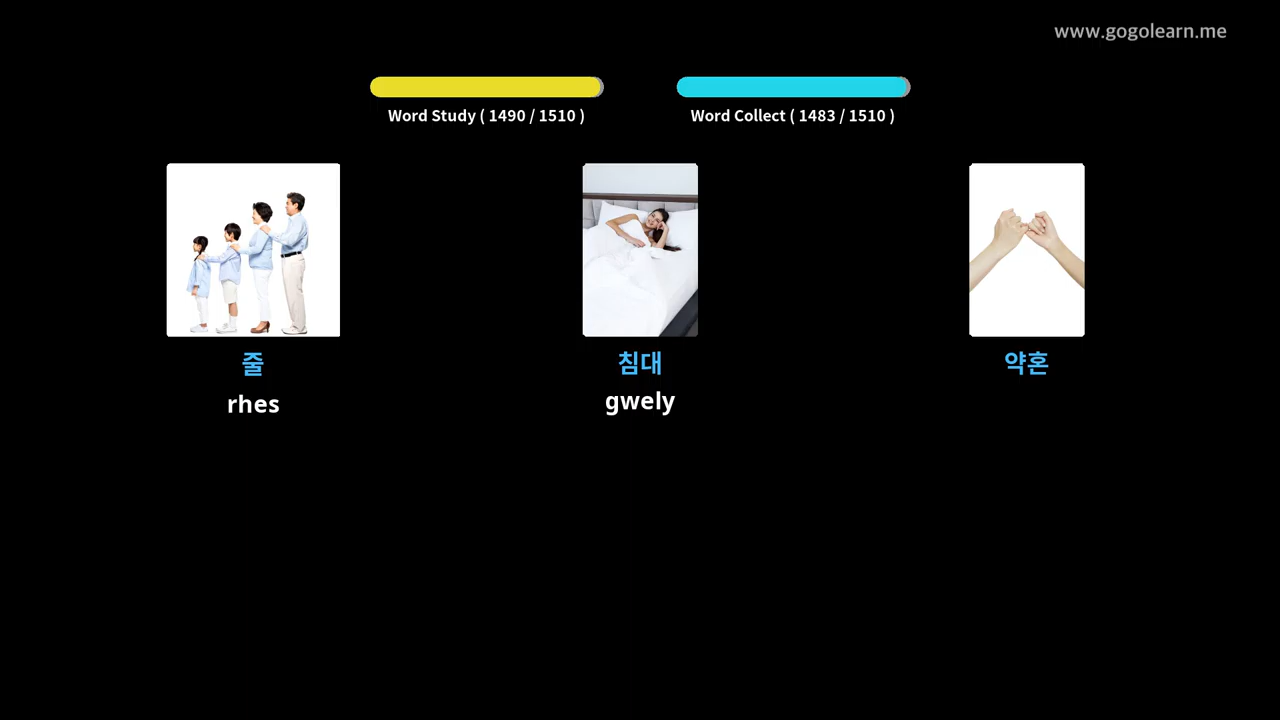 www.gogolearn.me
Word Study ( 1490 / 1510 )
Word Collect ( 1483 / 1510 )
줄
침대
약혼
rhes
gwely